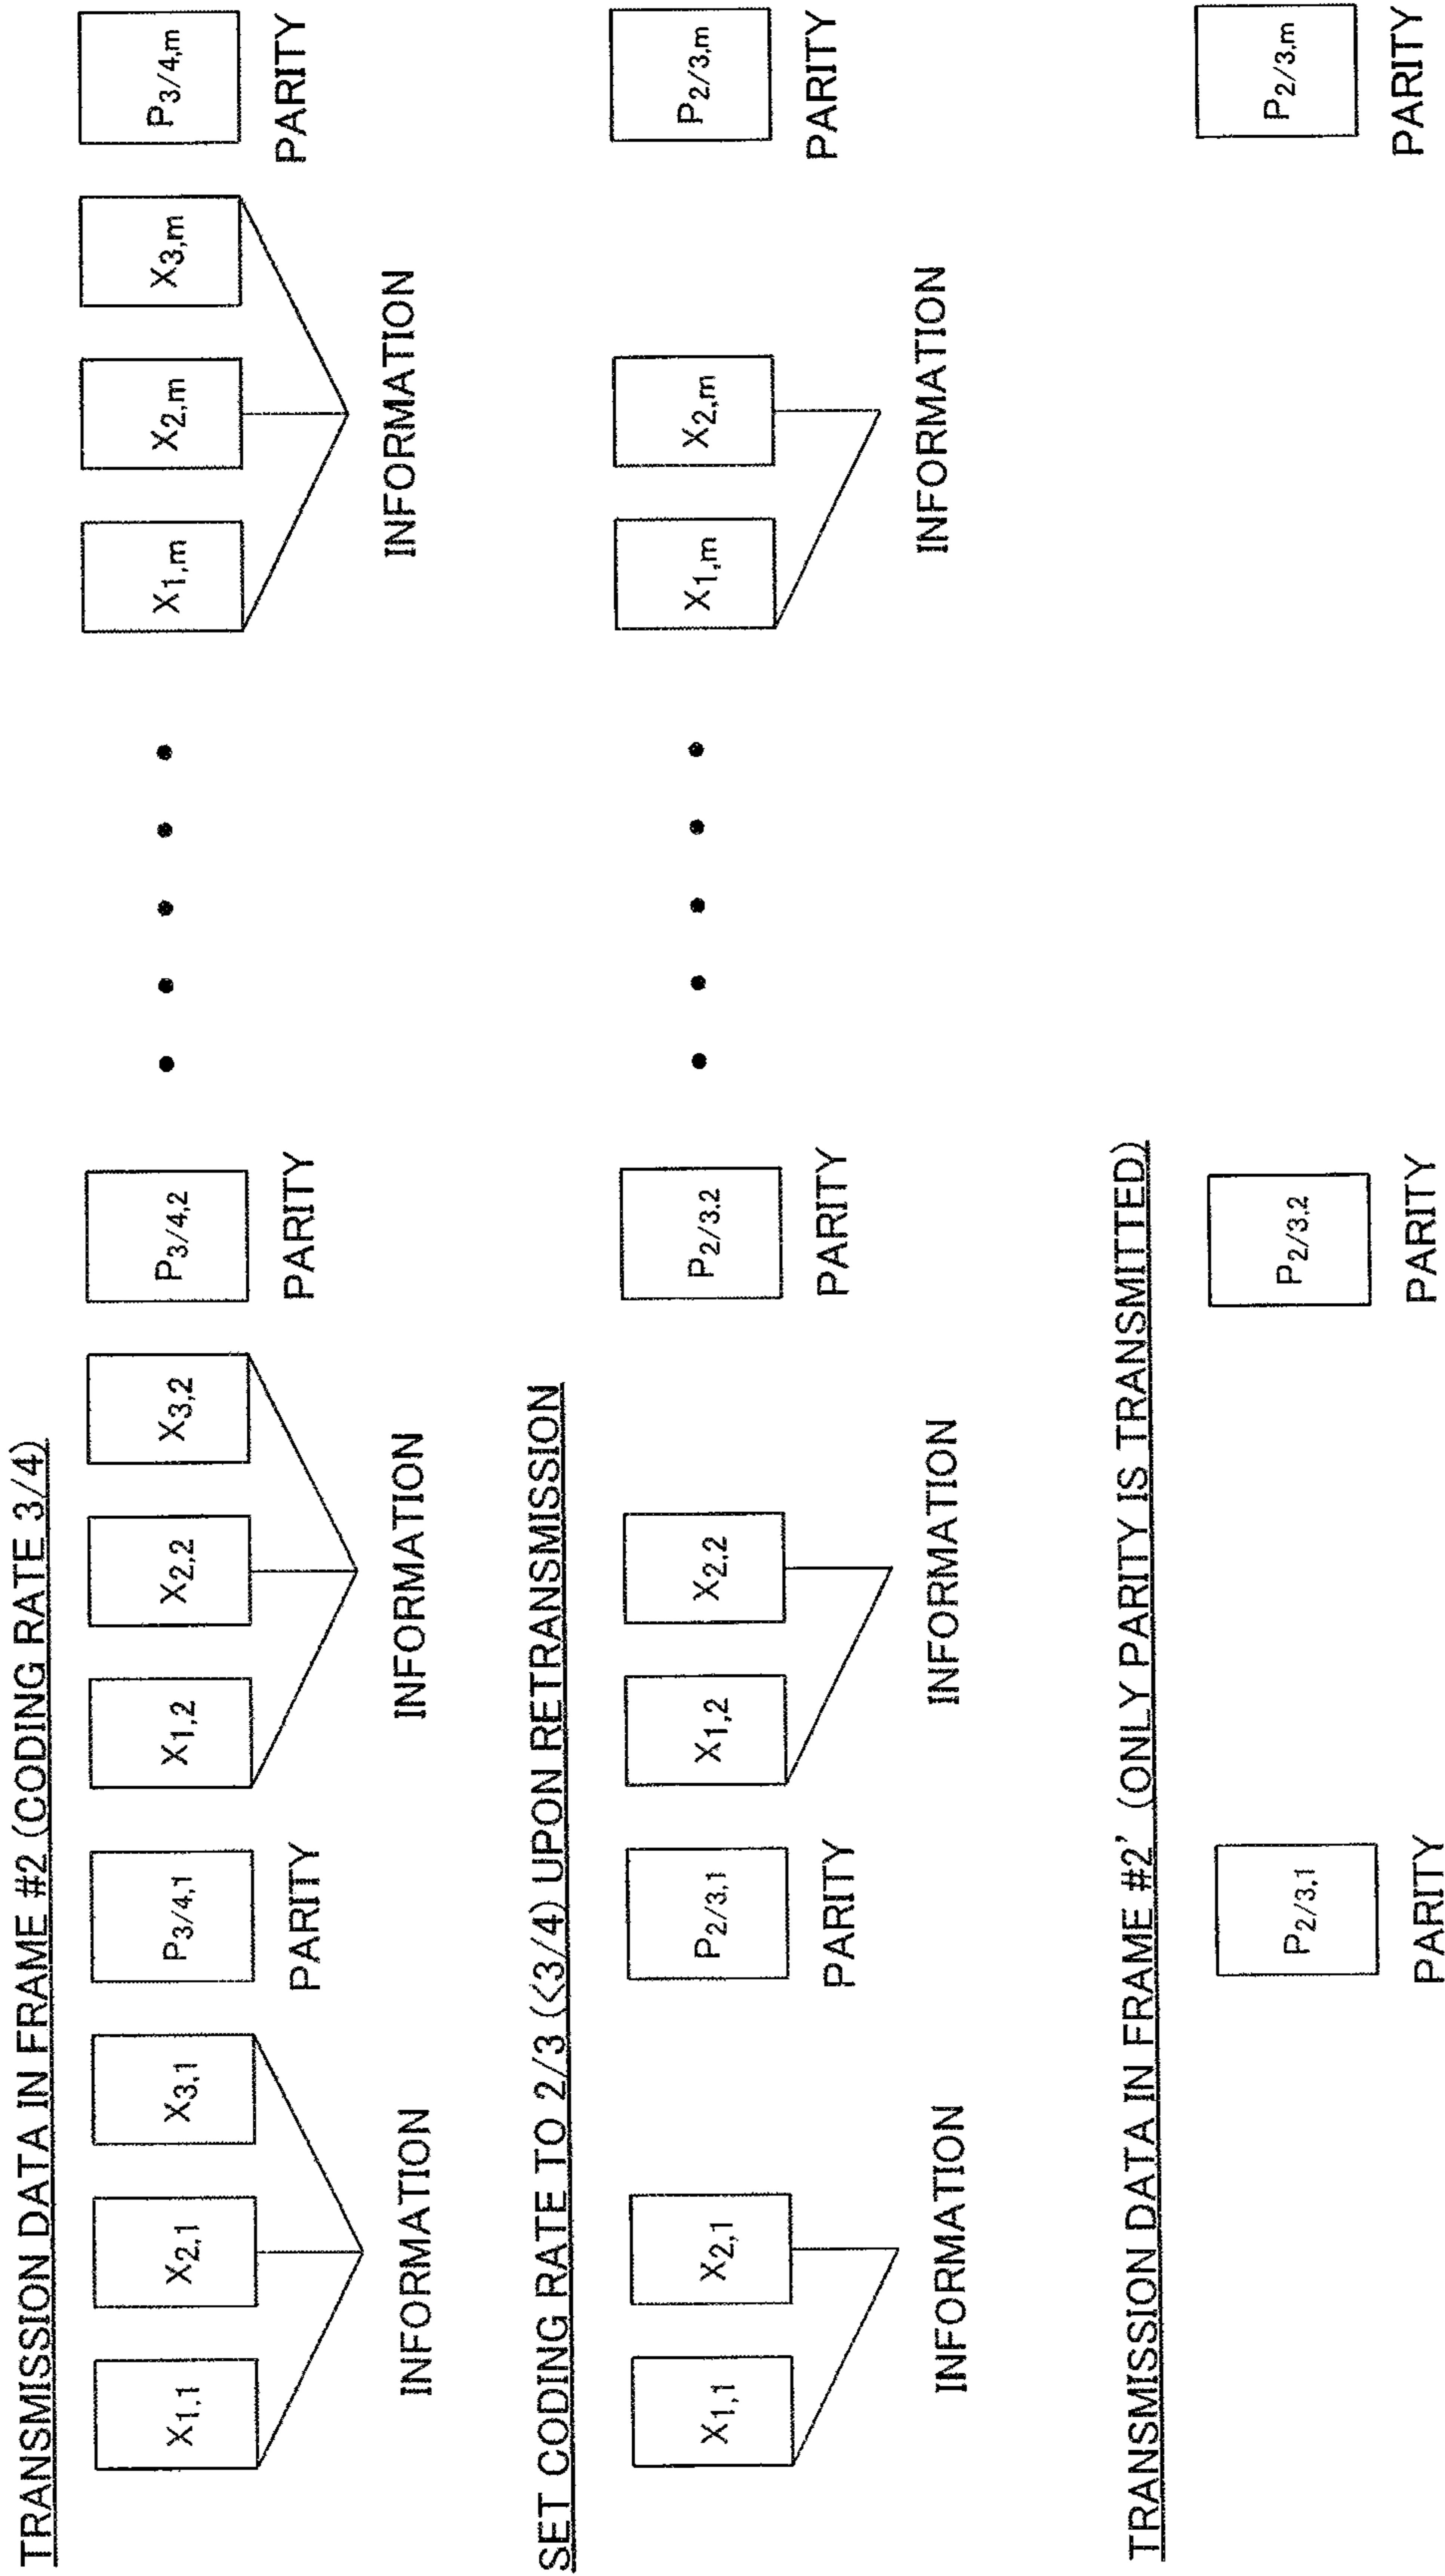 TRANSMISSION DATA IN FRAME #2 (CODING RATE 3/4)
X1,1 X2,1 X3,1 P3/4,1 X1,2 X2,2 X3,2 P3/4,2 • • • • • X1,m X2,m X3,m P3/4,m
PARITY PARITY PARITY
INFORMATION INFORMATION INFORMATION
SET CODING RATE TO 2/3 (<3/4) UPON RETRANSMISSION
X1,1 X2,1 P2/3,1 X1,2 X2,2 P2/3.2 • • • • • X1,m X2,m P2/3,m
PARITY PARITY PARITY
INFORMATION INFORMATION INFORMATION
TRANSMISSION DATA IN FRAME #2' (ONLY PARITY IS TRANSMITTED)
P2/3,1 P2/3.2 P2/3,m
PARITY PARITY PARITY